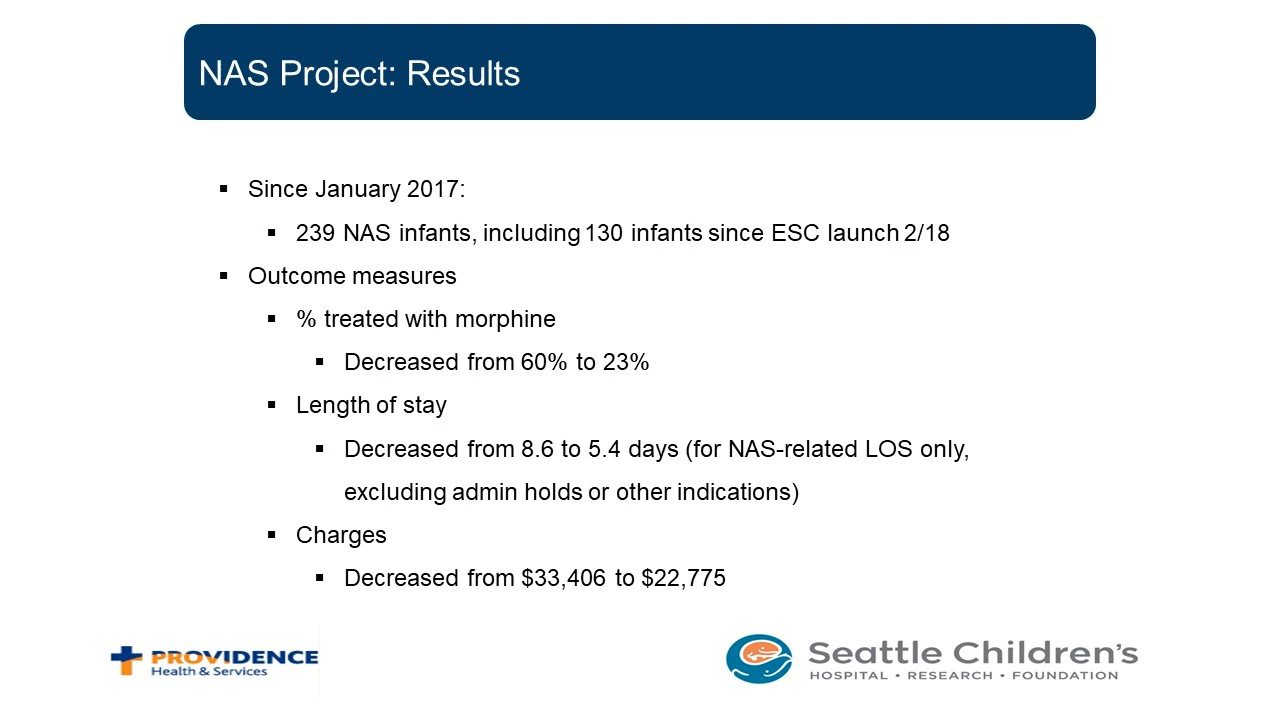 NAS Project: Results
▪ Since January 2017:
▪ 239 NAS infants, including 130 infants since ESC launch 2/18
▪ Outcome measures
▪ % treated with morphine
▪ Decreased from 60% to 23%
▪ Length of stay
▪ Decreased from 8.6 to 5.4 days (for NAS-related LOS only,
excluding admin holds or other indications)
▪ Charges
▪ Decreased from $33,406 to $22,775
PROVIDENCE
Health & Services
Seattle Children's
HOSPITAL • RESEARCH • FOUNDATION